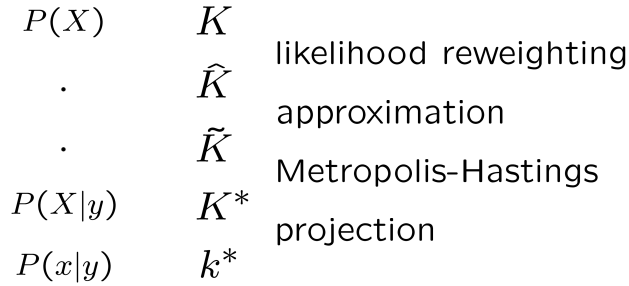 P(X) K
likelihood reweighting
· K̂
approximation
· K̃
Metropolis-Hastings
P(X|y) K*
projection
P(x|y) k*